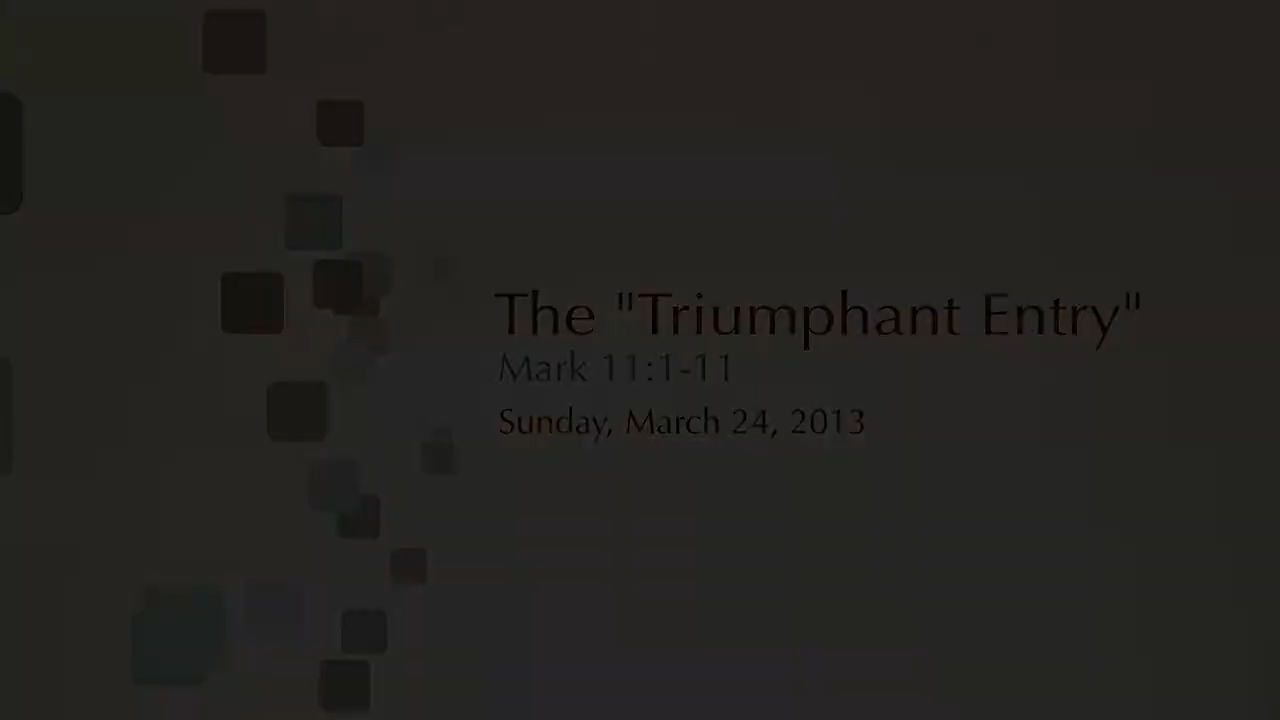 The "Triumphant Entry"
Mark 11:1-11
Sunday, March 24, 2013